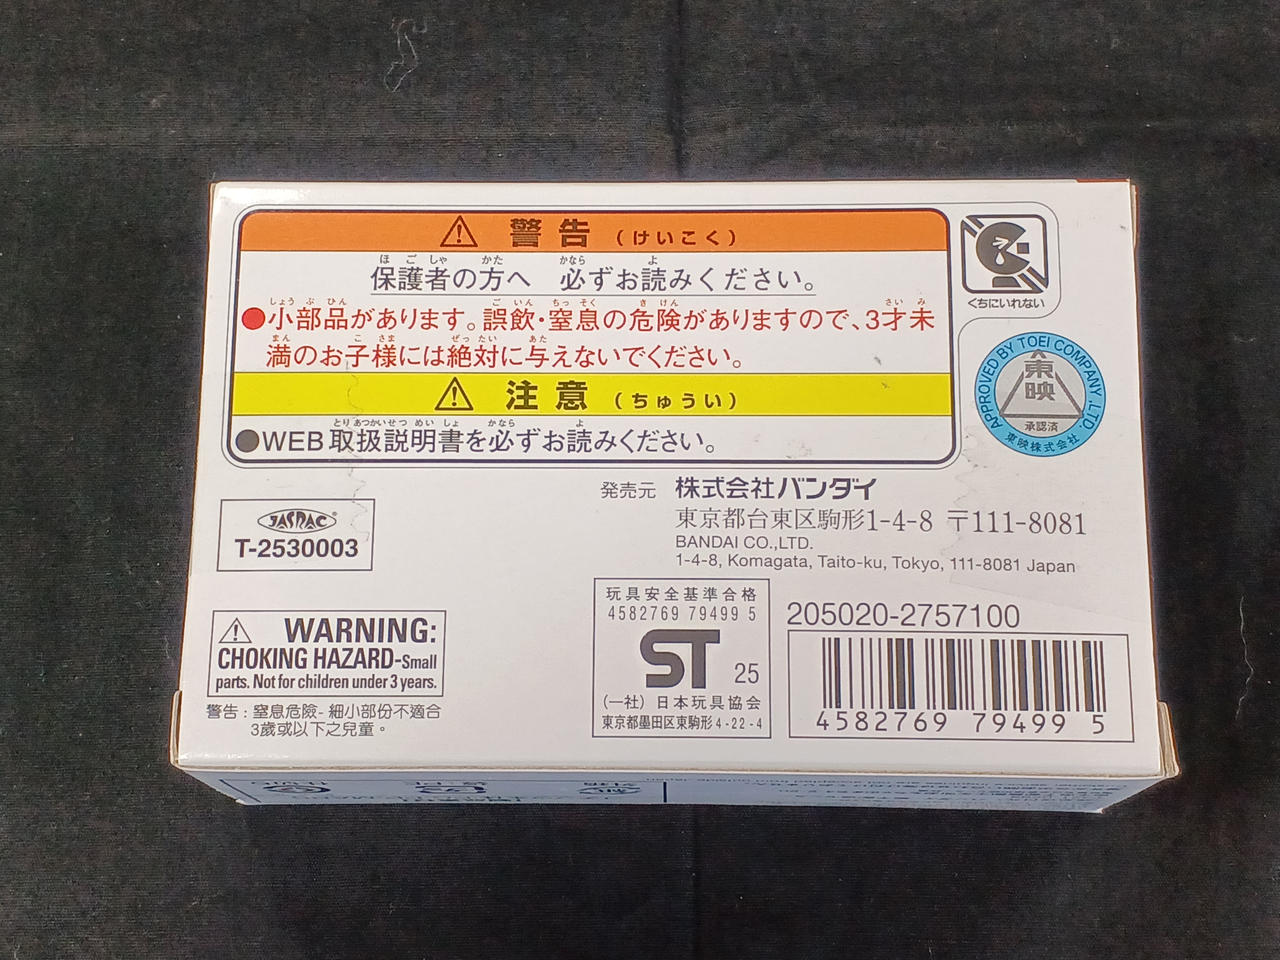 警告（けいこく）
保護者の方へ 必ずお読みください。
●小部品があります。誤飲・窒息の危険がありますので、3才未
満のお子様には絶対に与えないでください。
注意（ちゅうい）
●WEB取扱説明書を必ずお読みください。
くちにいれない
APPROVED BY TOEI COMPANY, LTD.
東映
承認済
東映株式会社
発売元 株式会社バンダイ
東京都台東区駒形1-4-8 〒111-8081
BANDAI CO.,LTD.
1-4-8, Komagata, Taito-ku, Tokyo, 111-8081 Japan
JASRAC®
T-2530003
WARNING:
CHOKING HAZARD-Small
parts. Not for children under 3 years.
警告：窒息危險-細小部份不適合
3歲或以下之兒童。
玩具安全基準合格
4582769 79499 5
ST 25
(一社) 日本玩具協会
東京都墨田区東駒形4-22-4
205020-2757100
4582769 794995